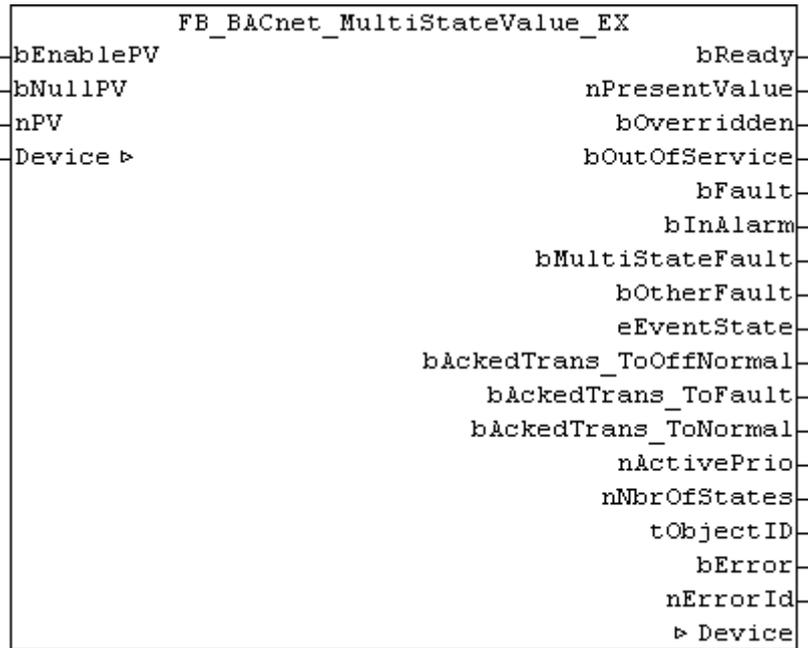 FB_BACnet_MultiStateValue_EX
bEnablePV bReady
bNullPV nPresentValue
nPV bOverridden
Device ▹ bOutOfService
bFault
bInAlarm
bMultiStateFault
bOtherFault
eEventState
bAckedTrans_ToOffNormal
bAckedTrans_ToFault
bAckedTrans_ToNormal
nActivePrio
nNbrOfStates
tObjectID
bError
nErrorId
▹ Device